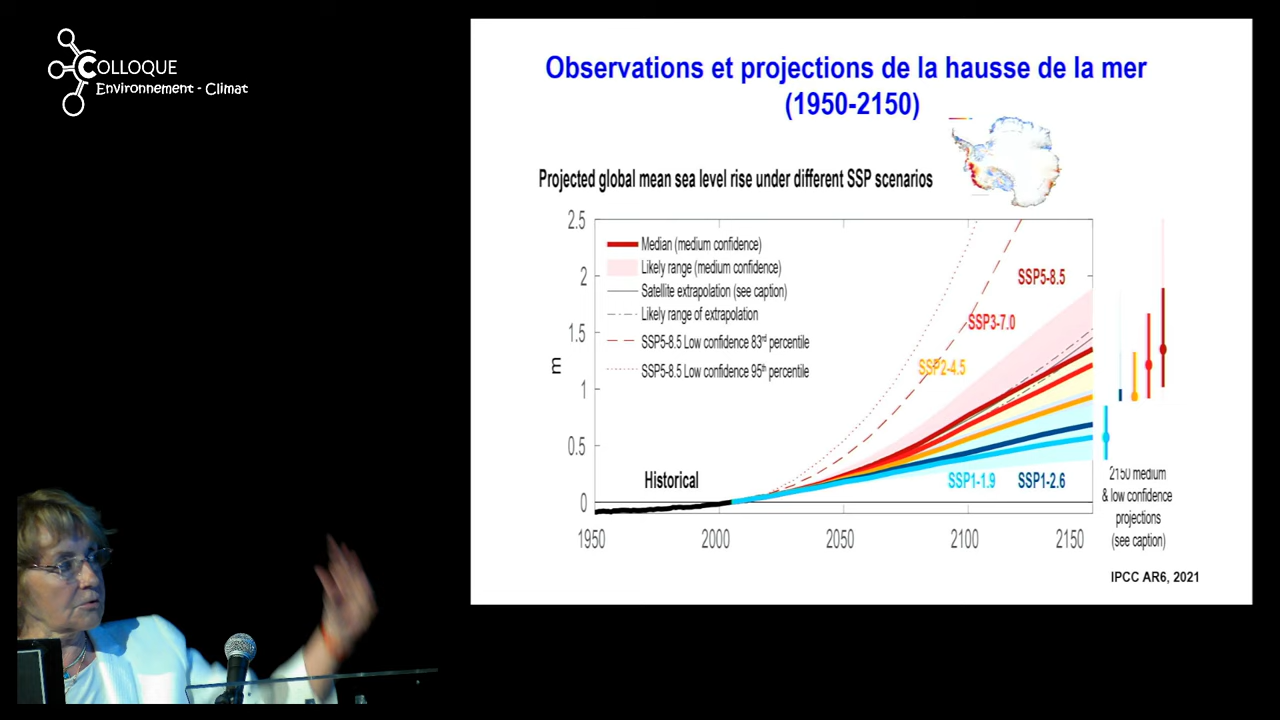 COLLOQUE
Environnement - Climat
Observations et projections de la hausse de la mer
(1950-2150)
Projected global mean sea level rise under different SSP scenarios
2.5
2
1.5
1
0.5
0
m
Median (medium confidence)
Likely range (medium confidence)
Satellite extrapolation (see caption)
Likely range of extrapolation
SSP5-8.5 Low confidence 83rd percentile
SSP5-8.5 Low confidence 95th percentile
SSP5-8.5
SSP3-7.0
SSP2-4.5
Historical
SSP1-1.9
SSP1-2.6
1950
2000
2050
2100
2150
2150 medium
& low confidence
projections
(see caption)
IPCC AR6, 2021